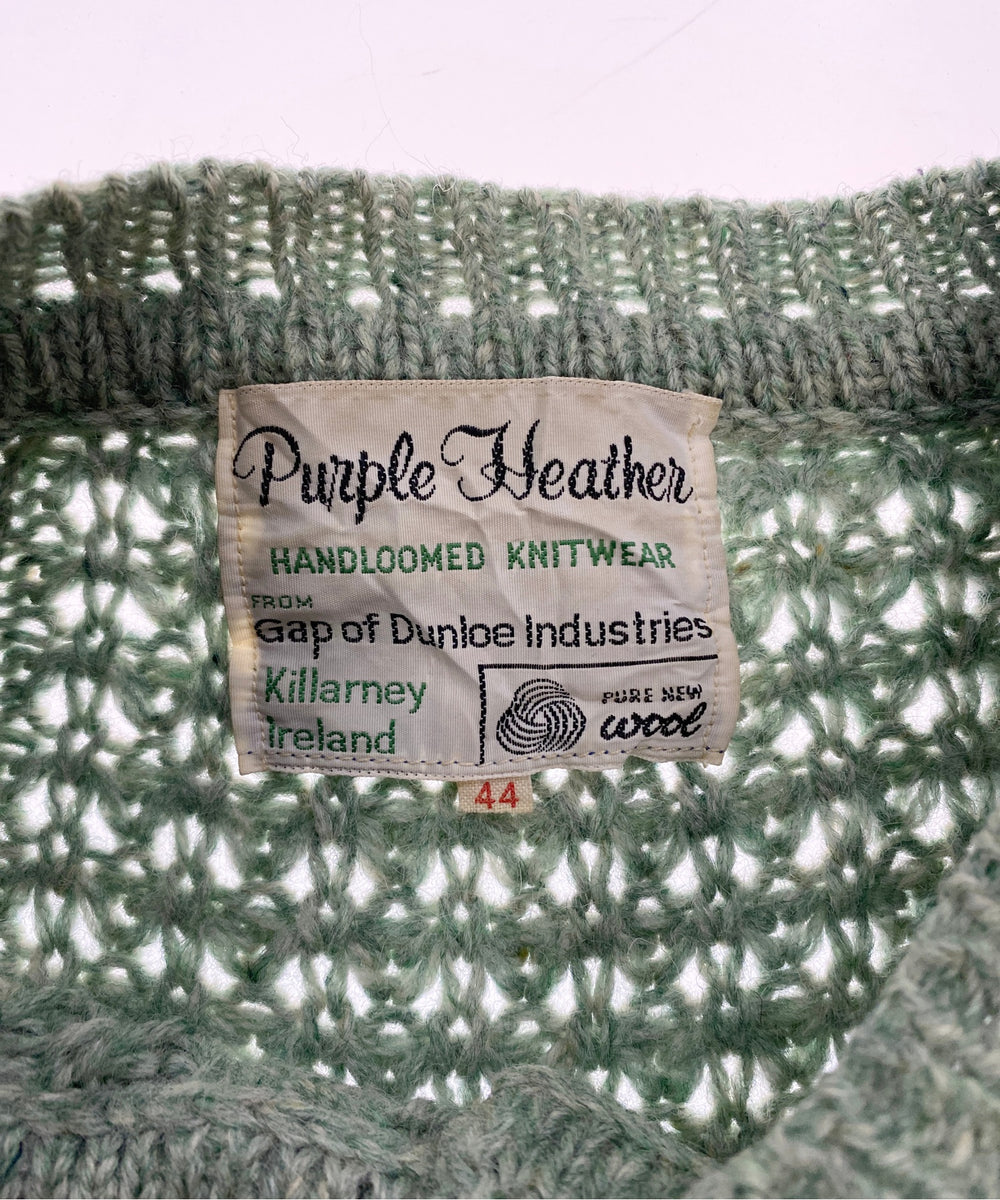 Purple Heather
HANDLOOMED KNITWEAR
FROM
Gap of Dunloe Industries
Killarney
Ireland
PURE NEW
wool
44